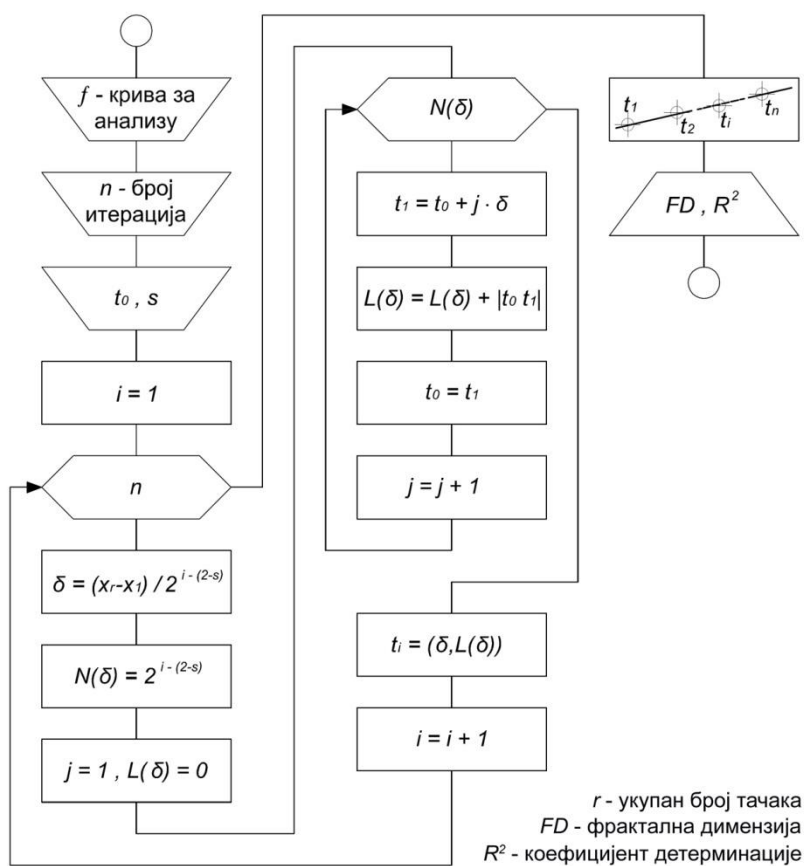 f - крива за
анализу
n - број
итерација
t₀ , s
i = 1
n
δ = (xᵣ-x₁) / 2 ⁱ ⁻ ⁽²⁻ˢ⁾
N(δ) = 2 ⁱ ⁻ ⁽²⁻ˢ⁾
j = 1 , L( δ) = 0
N(δ)
t₁ = t₀ + j · δ
L(δ) = L(δ) + |t₀ t₁|
t₀ = t₁
j = j + 1
tᵢ = (δ,L(δ))
i = i + 1
t₁ t₂ tᵢ tₙ
FD , R²
r - укупан број тачака
FD - фрактална димензија
R² - коефицијент детерминације